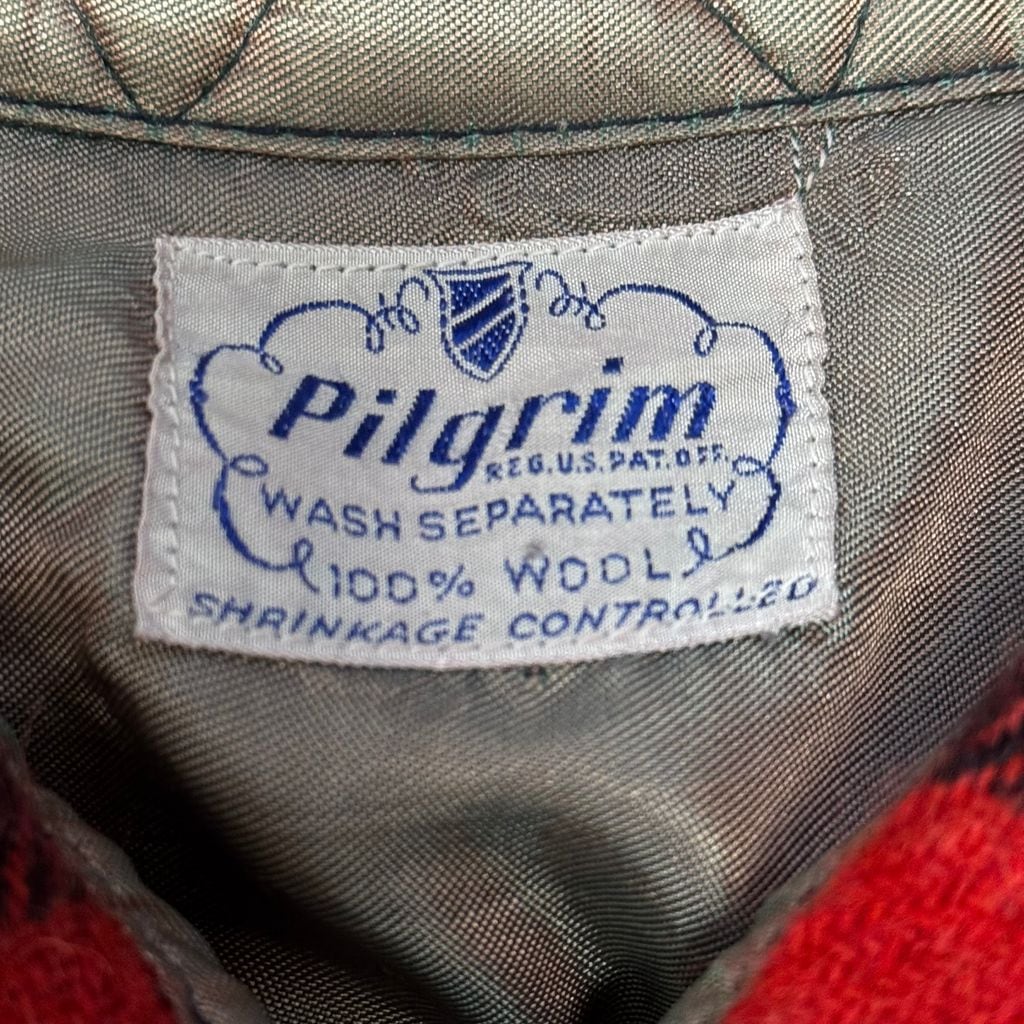 Pilgrim
REG. U.S. PAT. OFF.
WASH SEPARATELY
100% WOOL
SHRINKAGE CONTROLLED